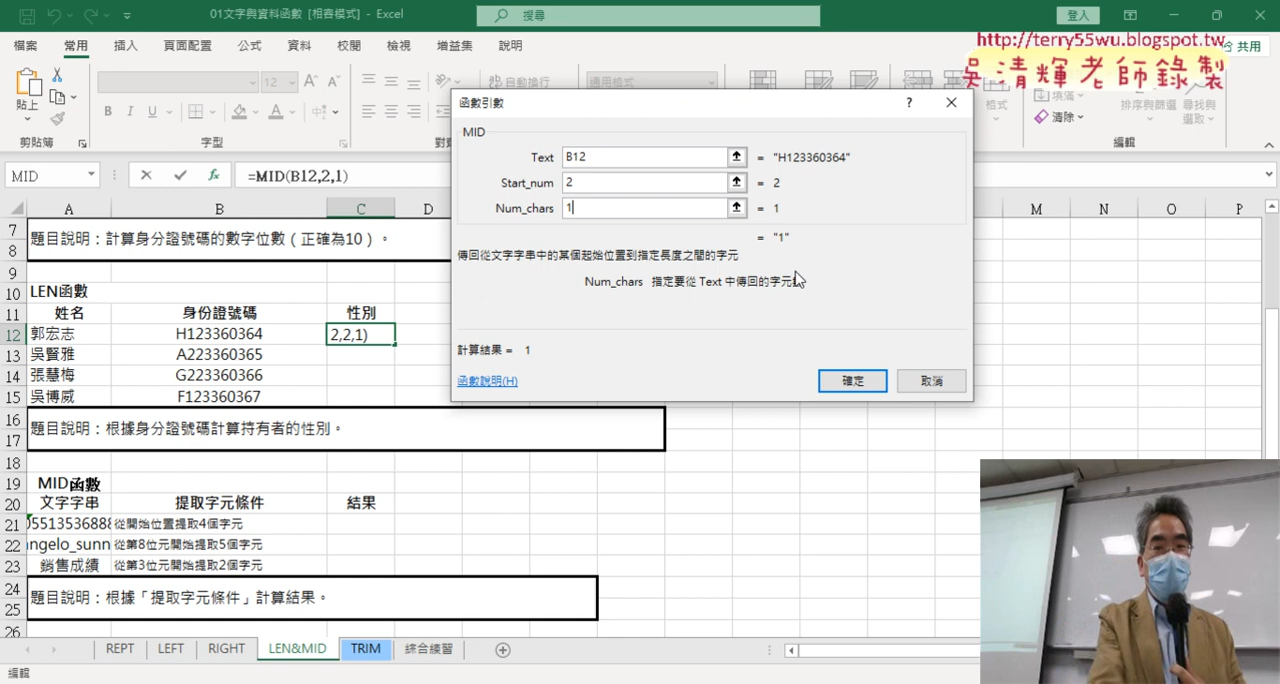 01文字與資料函數 [相容模式] - Excel
搜尋
登入
檔案 常用 插入 頁面配置 公式 資料 校閱 檢視 增益集 說明
共用
http://terry55wu.blogspot.tw
吳清輝老師錄製
貼上
12
自動換行
通用格式
格式
填滿
清除
排序與篩選
尋找與選取
剪貼簿
字型
編輯
MID
=MID(B12,2,1)
函數引數
MID
Text B12 = "H123360364"
Start_num 2 = 2
Num_chars 1 = 1
= "1"
傳回從文字字串中的某個起始位置到指定長度之間的字元
Num_chars 指定要從 Text 中傳回的字元
計算結果 = 1
函數說明(H)
確定
取消
A B C D M N O P
7
8
題目說明：計算身分證號碼的數字位數（正確為10）。
9
10 LEN函數
11 姓名 身份證號碼 性別
12 郭宏志 H123360364 2,2,1)
13 吳賢雅 A223360365
14 張慧梅 G223360366
15 吳博威 F123360367
16
17
題目說明：根據身分證號碼計算持有者的性別。
18
19 MID函數
20 文字字串 提取字元條件 結果
21 從開始位置提取4個字元
22 ngelo_sunn 從第8位元開始提取5個字元
23 銷售成績 從第3位元開始提取2個字元
24
25
題目說明：根據「提取字元條件」計算結果。
26
REPT LEFT RIGHT LEN&MID TRIM 綜合練習
編輯